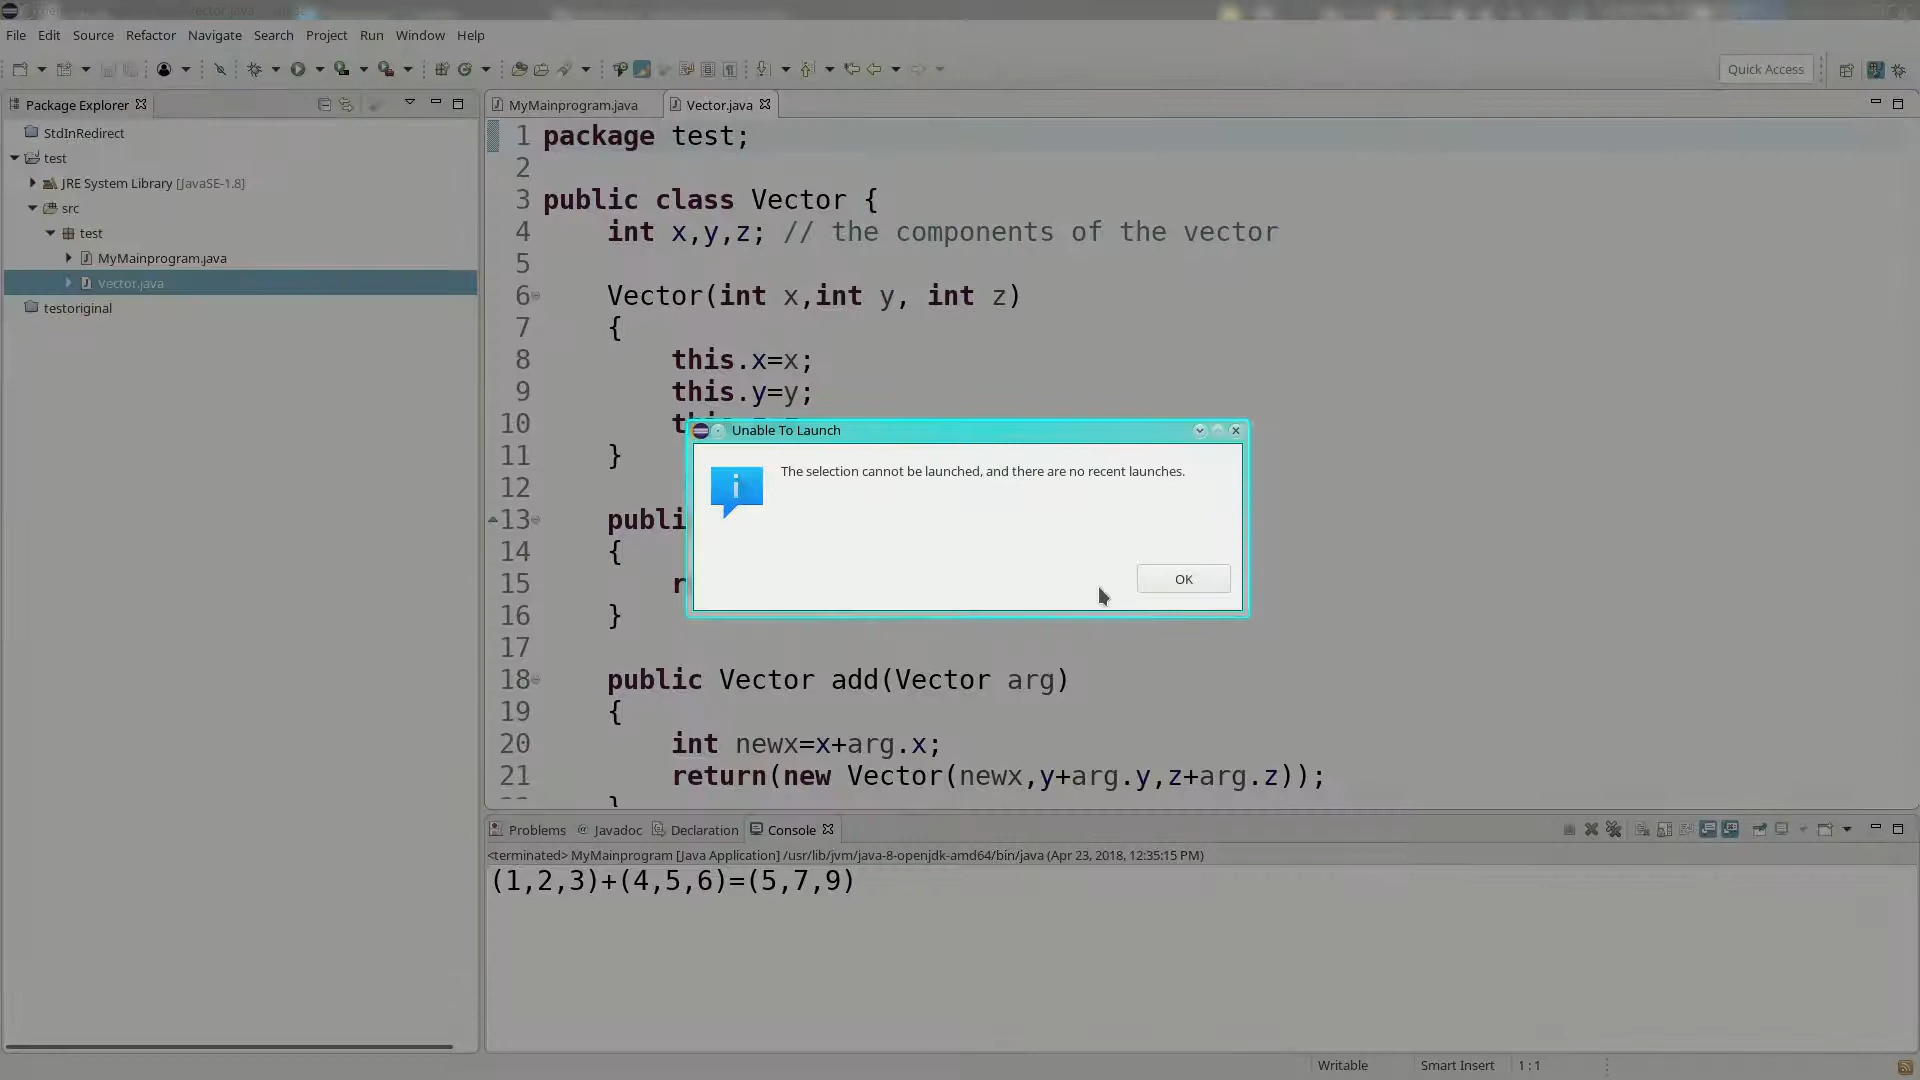 File Edit Source Refactor Navigate Search Project Run Window Help
Quick Access
Package Explorer
MyMainprogram.java
Vector.java
StdInRedirect
test
JRE System Library [JavaSE-1.8]
src
test
MyMainprogram.java
Vector.java
testoriginal
1 package test;
2
3 public class Vector {
4 int x,y,z; // the components of the vector
5
6 Vector(int x,int y, int z)
7 {
8 this.x=x;
9 this.y=y;
10
11 }
12
13 publi
14 {
15 r
16 }
17
18 public Vector add(Vector arg)
19 {
20 int newx=x+arg.x;
21 return(new Vector(newx,y+arg.y,z+arg.z));
Unable To Launch
The selection cannot be launched, and there are no recent launches.
OK
Problems @ Javadoc Declaration Console
<terminated> MyMainprogram [Java Application] /usr/lib/jvm/java-8-openjdk-amd64/bin/java (Apr 23, 2018, 12:35:15 PM)
(1,2,3)+(4,5,6)=(5,7,9)
Writable Smart Insert 1 : 1